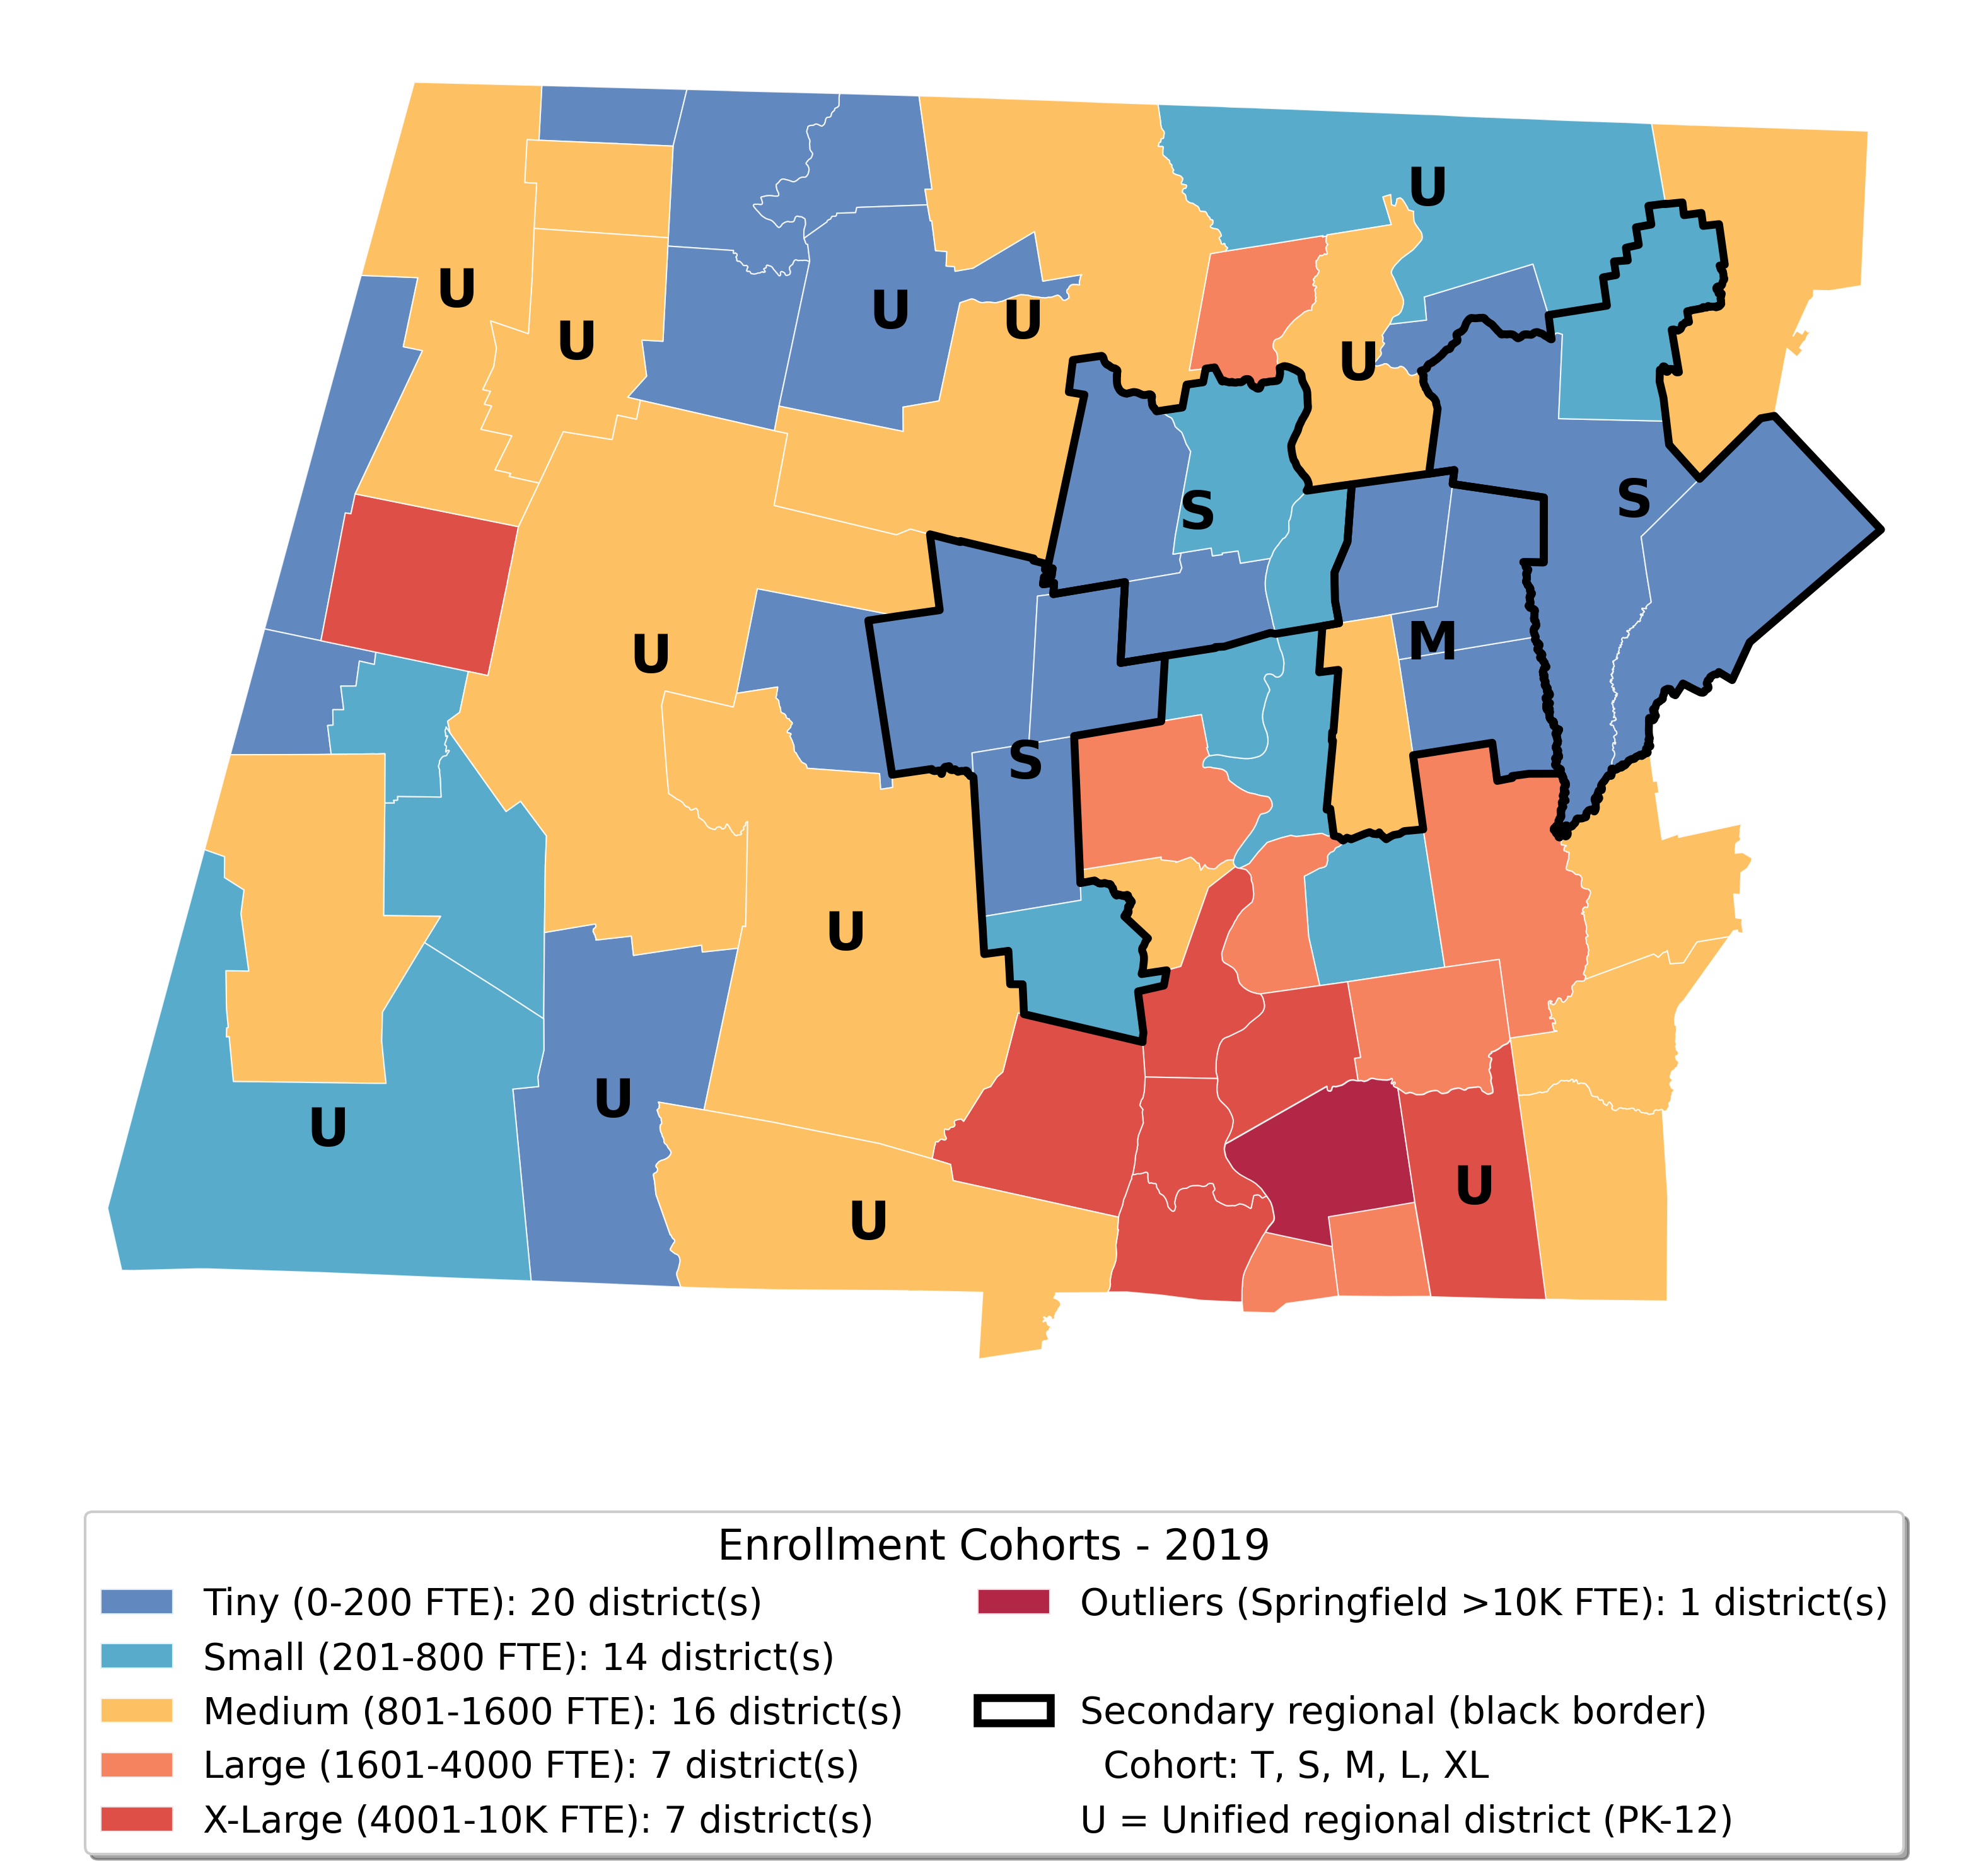 U
U
U
U
U
U
S
S
U
M
S
U
U
U
U
U
Enrollment Cohorts - 2019
Tiny (0-200 FTE): 20 district(s)
Small (201-800 FTE): 14 district(s)
Medium (801-1600 FTE): 16 district(s)
Large (1601-4000 FTE): 7 district(s)
X-Large (4001-10K FTE): 7 district(s)
Outliers (Springfield >10K FTE): 1 district(s)
Secondary regional (black border)
Cohort: T, S, M, L, XL
U = Unified regional district (PK-12)